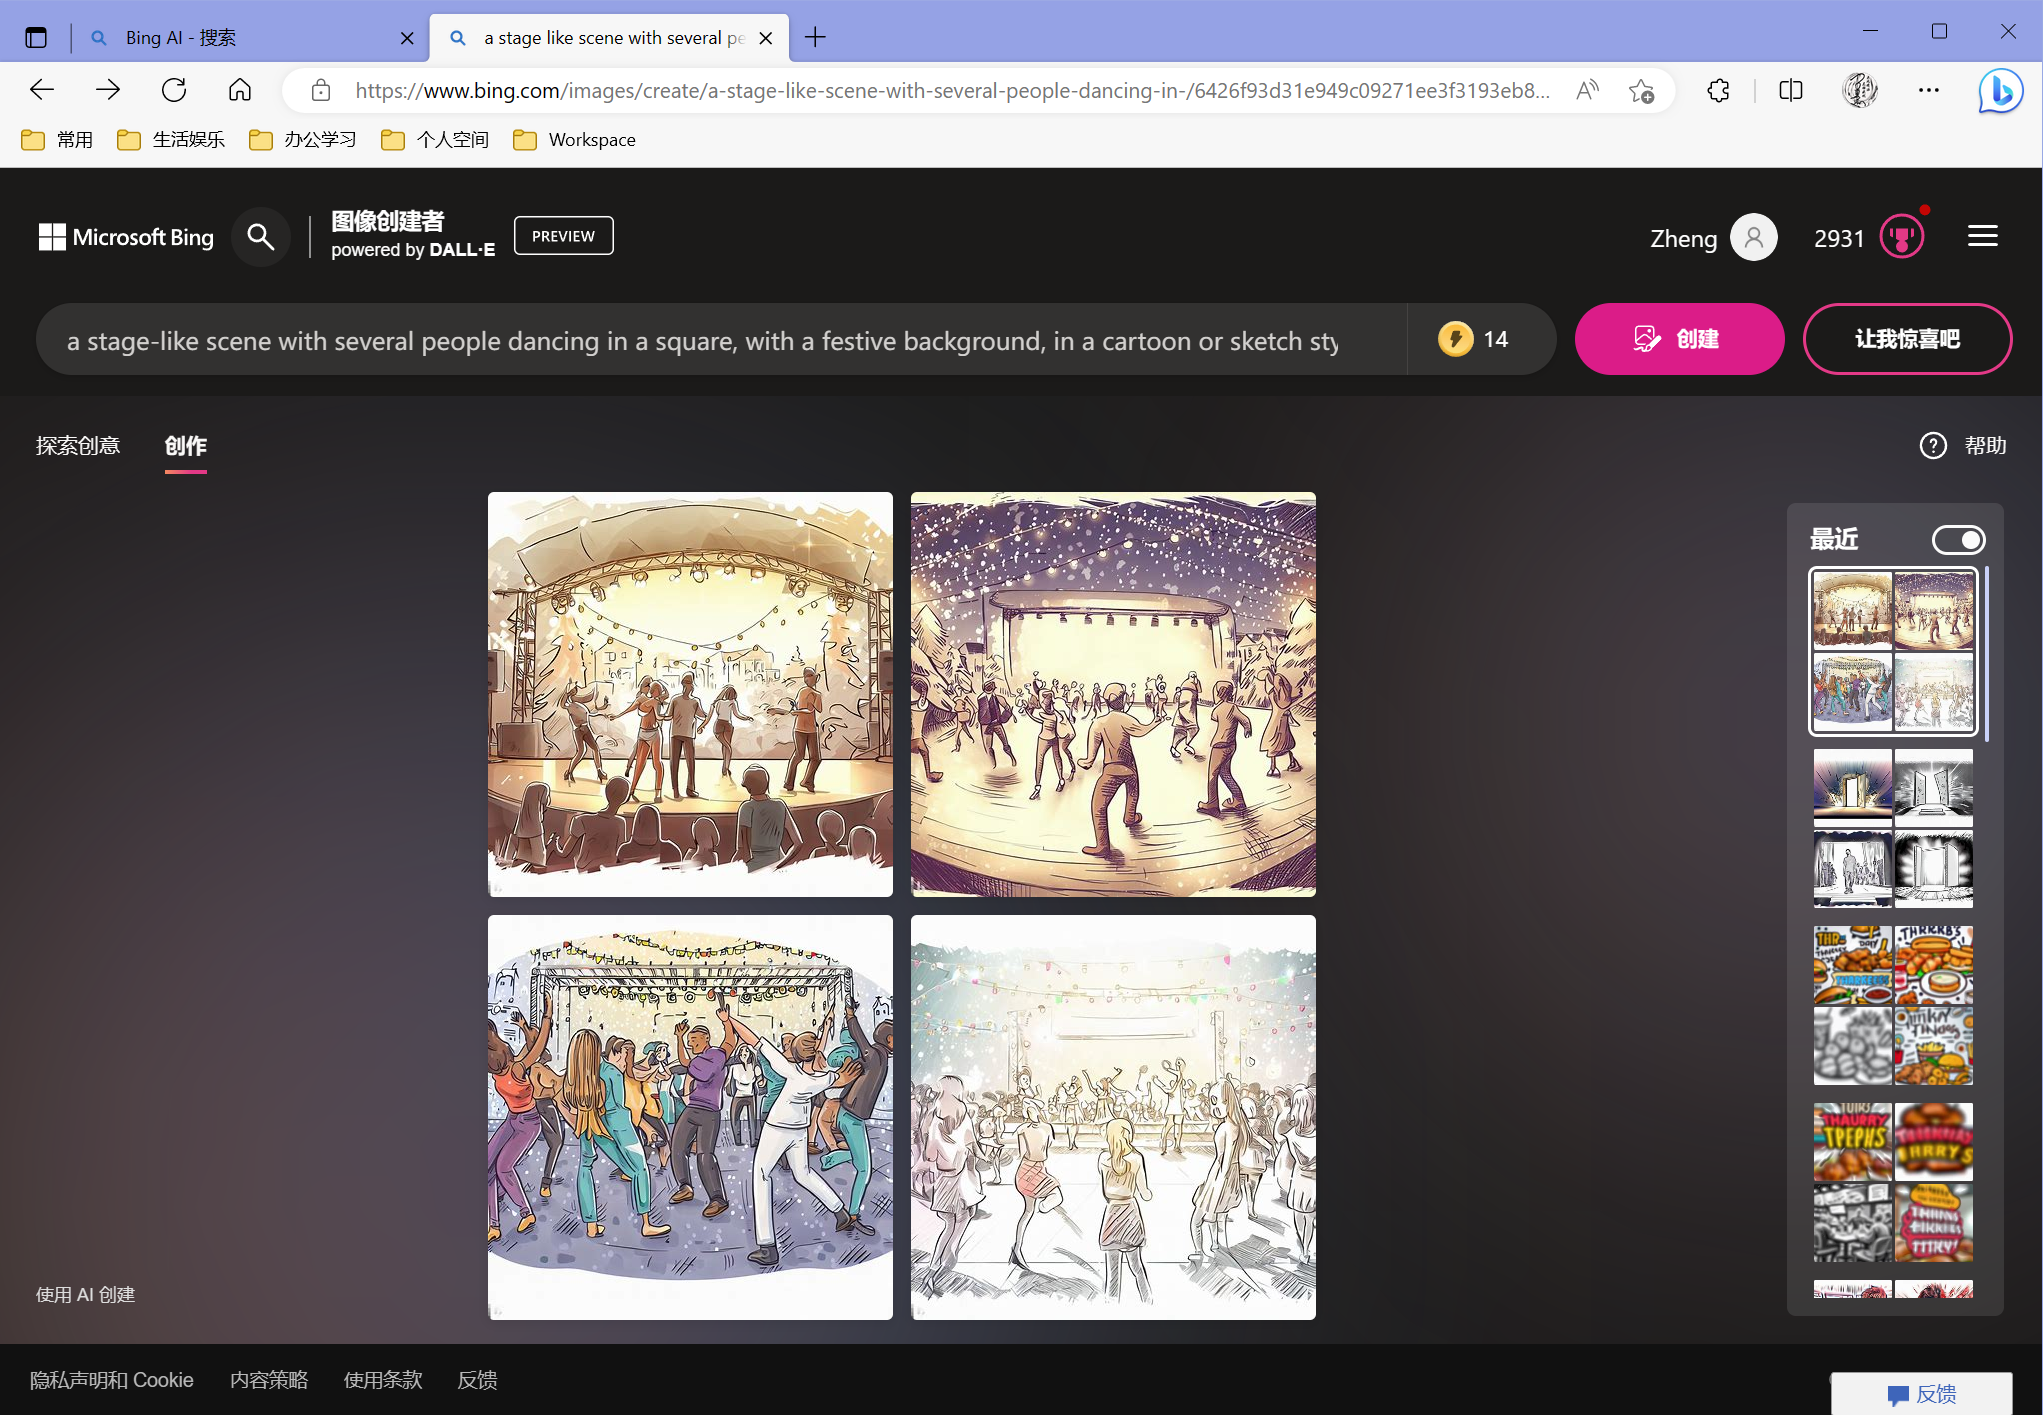 Bing AI - 搜索
a stage like scene with several pe
https://www.bing.com/images/create/a-stage-like-scene-with-several-people-dancing-in-/6426f93d31e949c09271ee3f3193eb8...
常用
生活娱乐
办公学习
个人空间
Workspace
Microsoft Bing
图像创建者
powered by DALL·E
PREVIEW
Zheng
2931
a stage-like scene with several people dancing in a square, with a festive background, in a cartoon or sketch sty
14
创建
让我惊喜吧
探索创意
创作
帮助
最近
使用 AI 创建
隐私声明和 Cookie
内容策略
使用条款
反馈
反馈